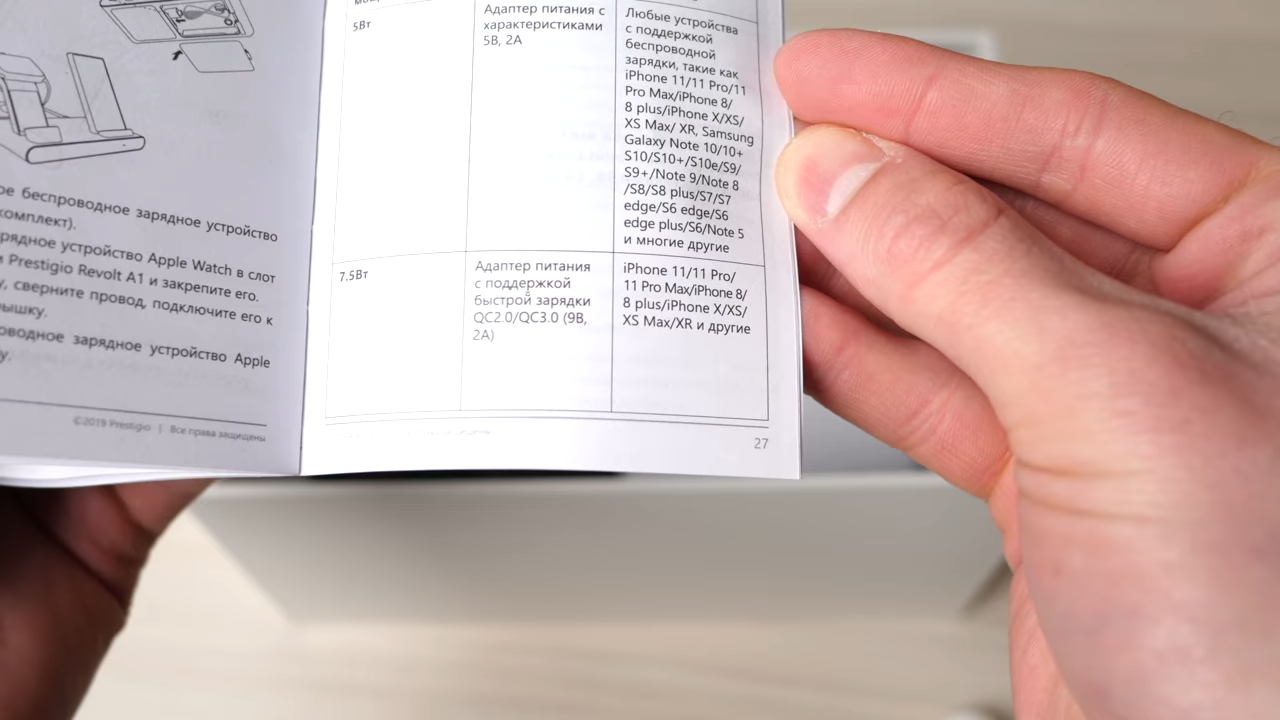 ое беспроводное зарядное устройство
комплект).
рядное устройство Apple Watch в слот
Prestigio Revolt A1 и закрепите его.
у, сверните провод, подключите его к
ышку.
оводное зарядное устройство Apple
у.
©2019 Prestigio | Все права защищены
5Вт
Адаптер питания с
характеристиками
5В, 2А
Любые устройства
с поддержкой
беспроводной
зарядки, такие как
iPhone 11/11 Pro/11
Pro Max/iPhone 8/
8 plus/iPhone X/XS/
XS Max/ XR, Samsung
Galaxy Note 10/10+
S10/S10+/S10e/S9/
S9+/Note 9/Note 8
/S8/S8 plus/S7/S7
edge/S6 edge/S6
edge plus/S6/Note 5
и многие другие
7.5Вт
Адаптер питания
с поддержкой
быстрой зарядки
QC2.0/QC3.0 (9В,
2А)
iPhone 11/11 Pro/
11 Pro Max/iPhone 8/
8 plus/iPhone X/XS/
XS Max/XR и другие
27